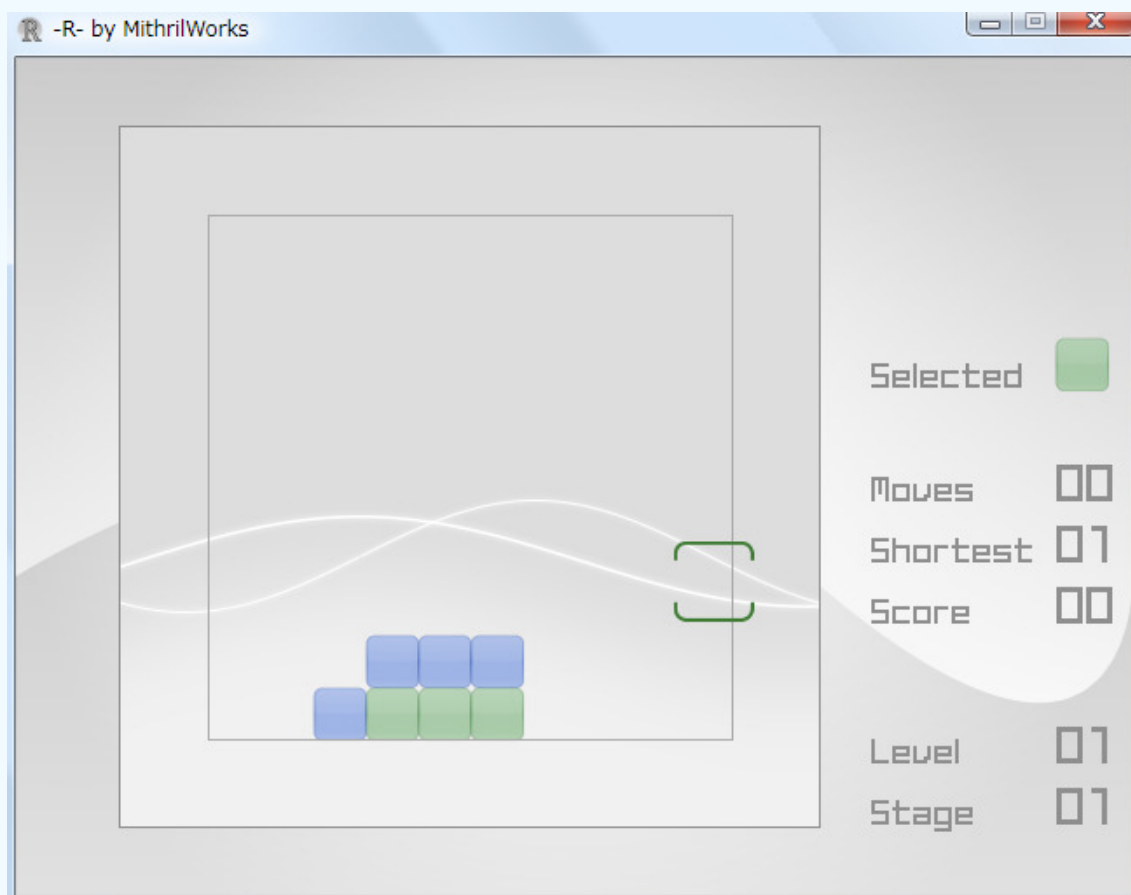 -R- by MithrilWorks
Selected
Moves 00
Shortest 01
Score 00
Level 01
Stage 01